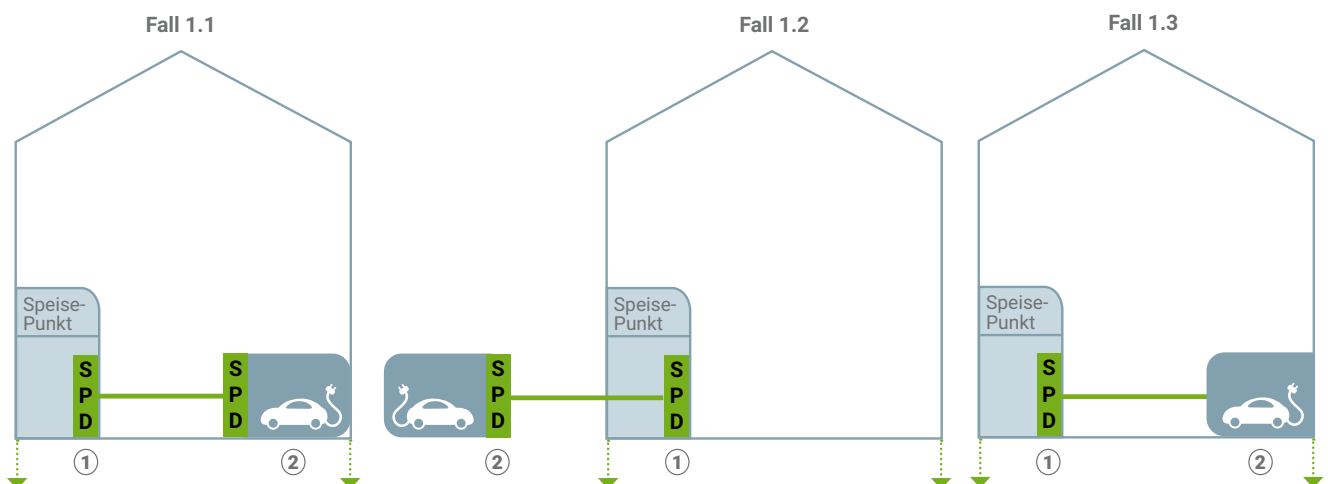 Fall 1.1
Fall 1.2
Fall 1.3
Speise-
Punkt
S
P
D
S
P
D
①
②
S
P
D
②
Speise-
Punkt
S
P
D
①
Speise-
Punkt
S
P
D
①
②